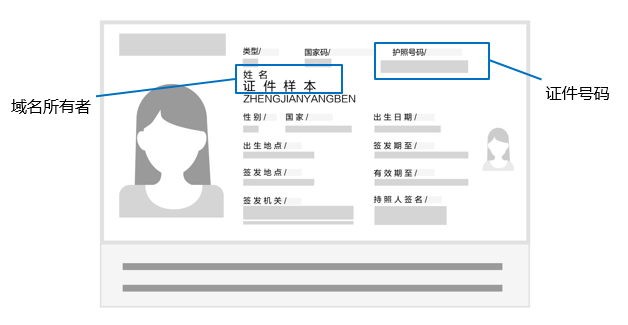 类型/ 国家码/ 护照号码/
姓 名
证 件 样 本
ZHENGJIANYANGBEN
域名所有者
证件号码
性 别 / 国 家 / 出 生 日 期 /
出 生 地 点 / 签 发 期 至 /
签 发 地 点 / 有 效 期 至 /
签 发 机 关 / 持 照 人 签 名 /